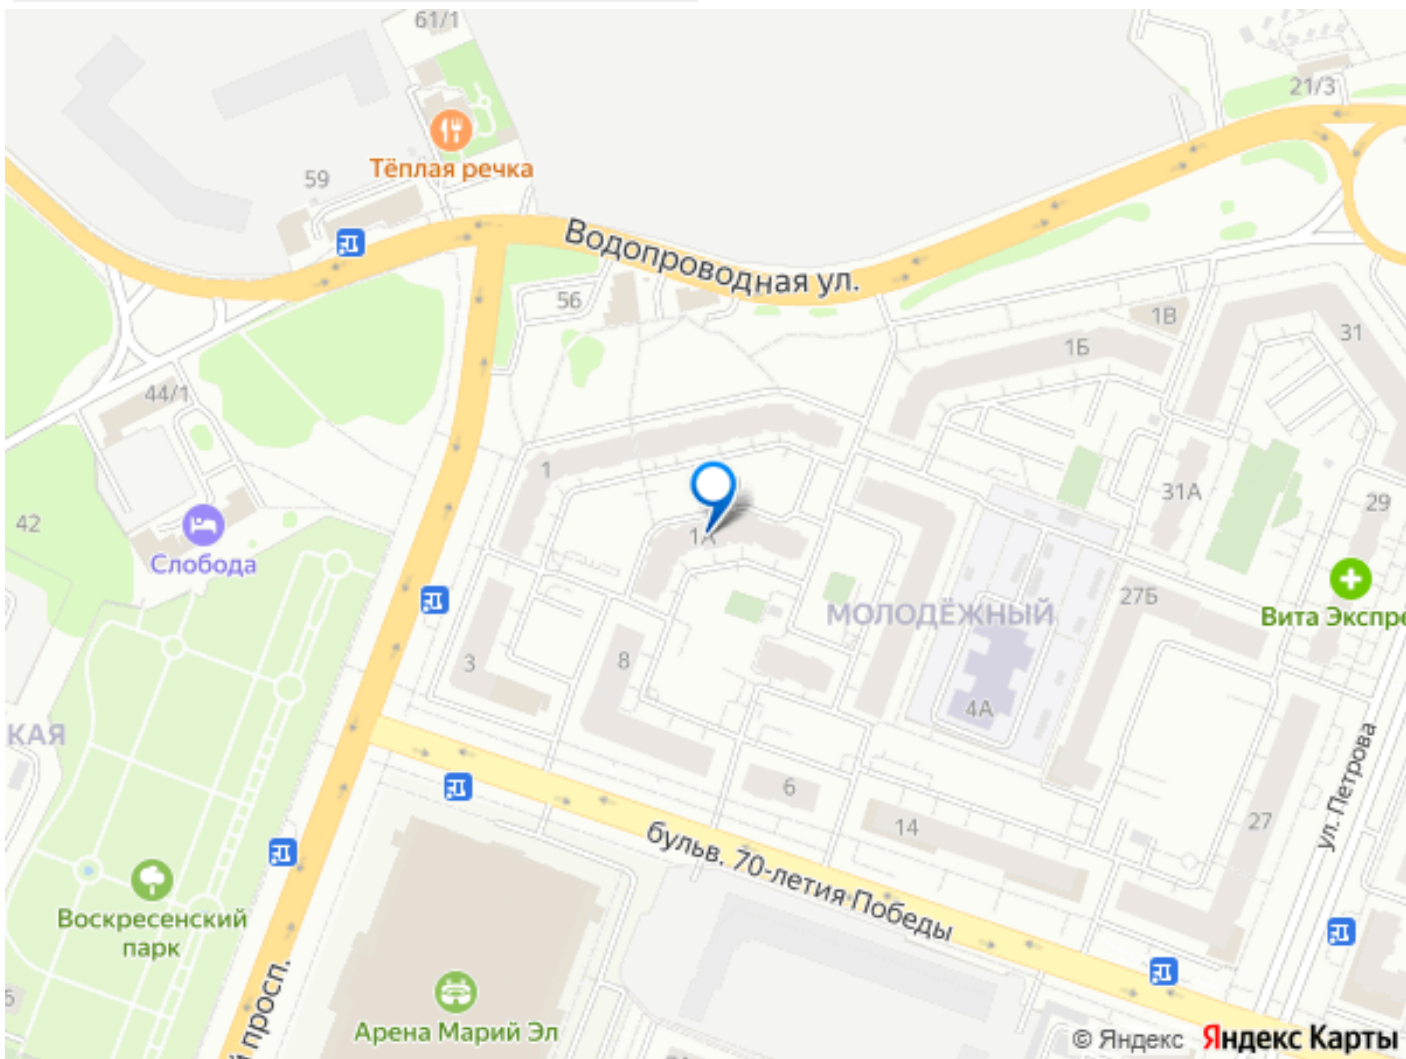 61/1
21/3
Тёплая речка
59
Водопроводная ул.
56
1В
31
1Б
44/1
1
31А
29
42
1А
Слобода
27Б
Вита Экспре
МОЛОДЁЖНЫЙ
3
8
4А
КАЯ
6
ул. Петрова
14
27
бульв. 70-летия Победы
Воскресенский
парк
й просп.
Арена Марий Эл
© Яндекс Яндекс Карты